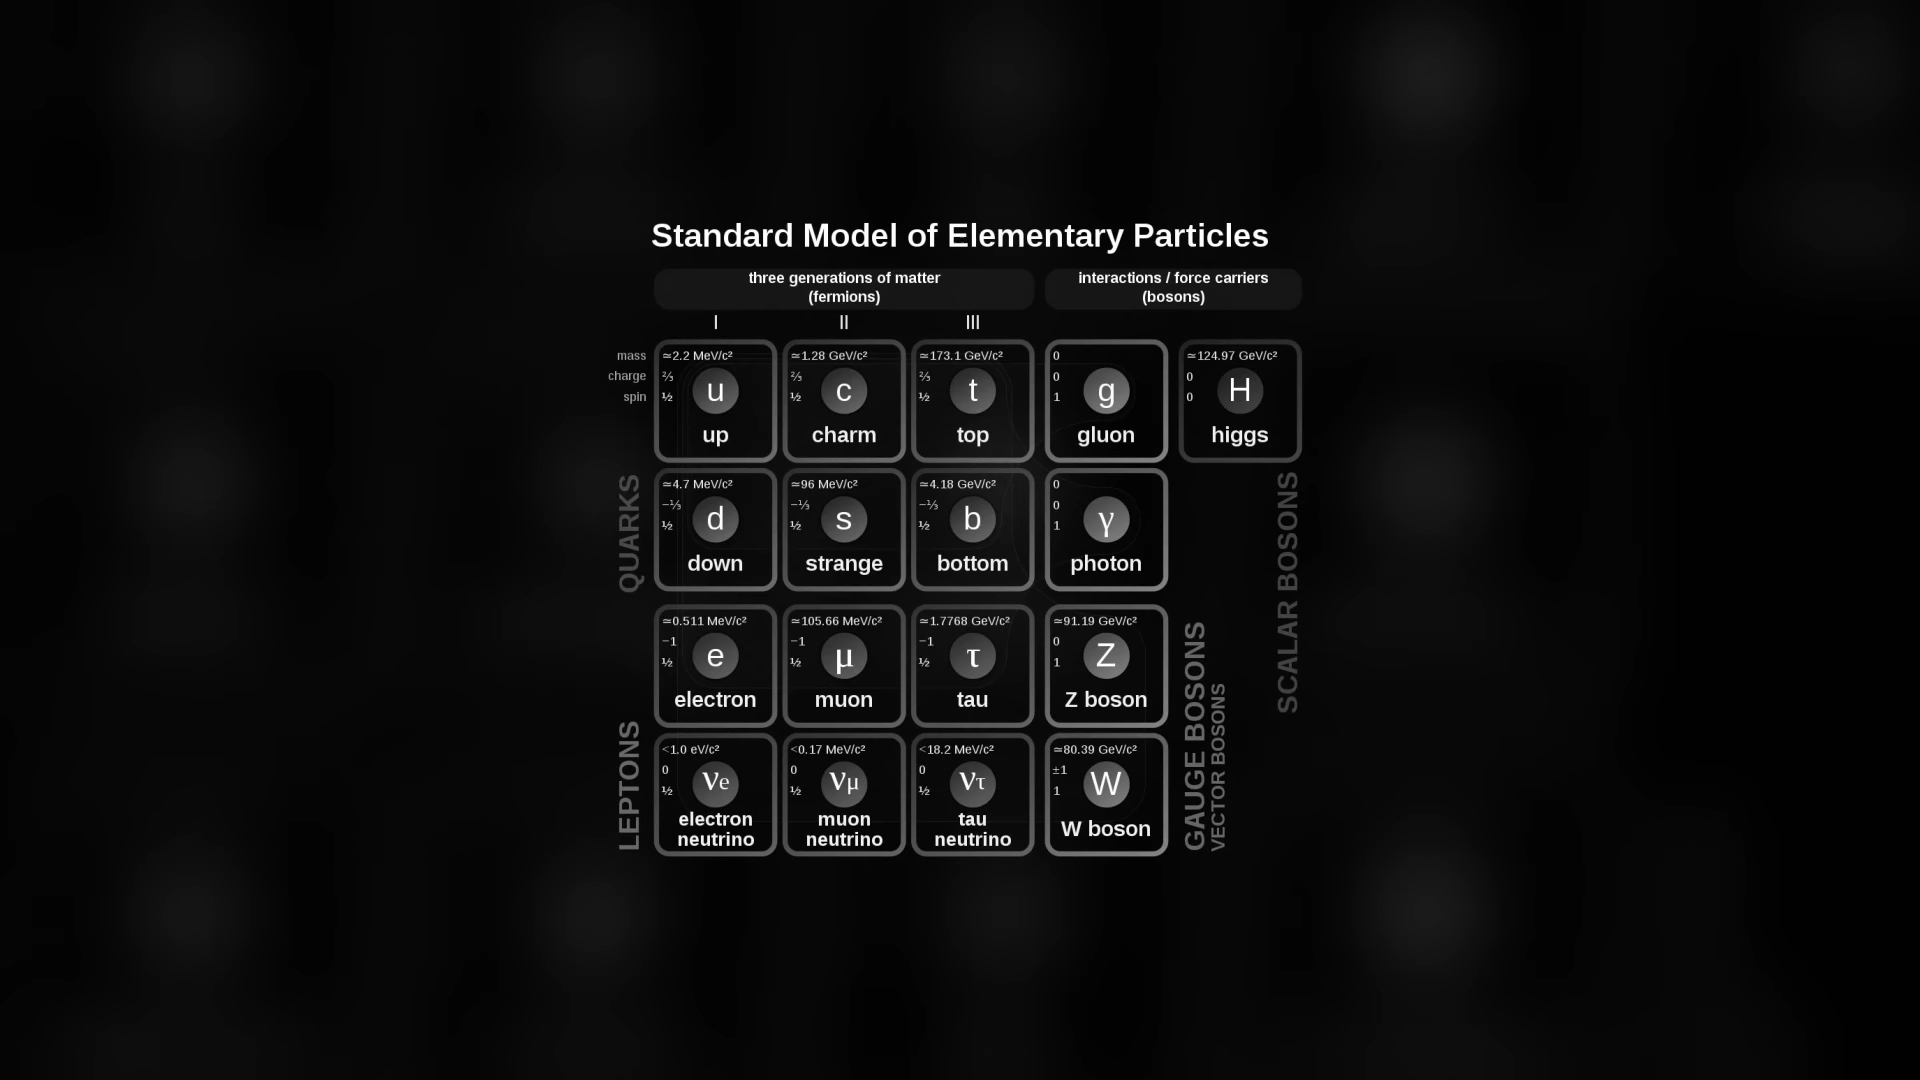 Standard Model of Elementary Particles
three generations of matter
(fermions)
interactions / force carriers
(bosons)
I
II
III
mass
charge
spin
≃2.2 MeV/c²
⅔
½
u
up
≃1.28 GeV/c²
⅔
½
c
charm
≃173.1 GeV/c²
⅔
½
t
top
0
0
1
g
gluon
≃124.97 GeV/c²
0
0
H
higgs
QUARKS
≃4.7 MeV/c²
−⅓
½
d
down
≃96 MeV/c²
−⅓
½
s
strange
≃4.18 GeV/c²
−⅓
½
b
bottom
0
0
1
γ
photon
SCALAR BOSONS
LEPTONS
≃0.511 MeV/c²
−1
½
e
electron
≃105.66 MeV/c²
−1
½
μ
muon
≃1.7768 GeV/c²
−1
½
τ
tau
≃91.19 GeV/c²
0
1
Z
Z boson
GAUGE BOSONS
VECTOR BOSONS
<1.0 eV/c²
0
½
νe
electron
neutrino
<0.17 MeV/c²
0
½
νμ
muon
neutrino
<18.2 MeV/c²
0
½
ντ
tau
neutrino
≃80.39 GeV/c²
±1
1
W
W boson